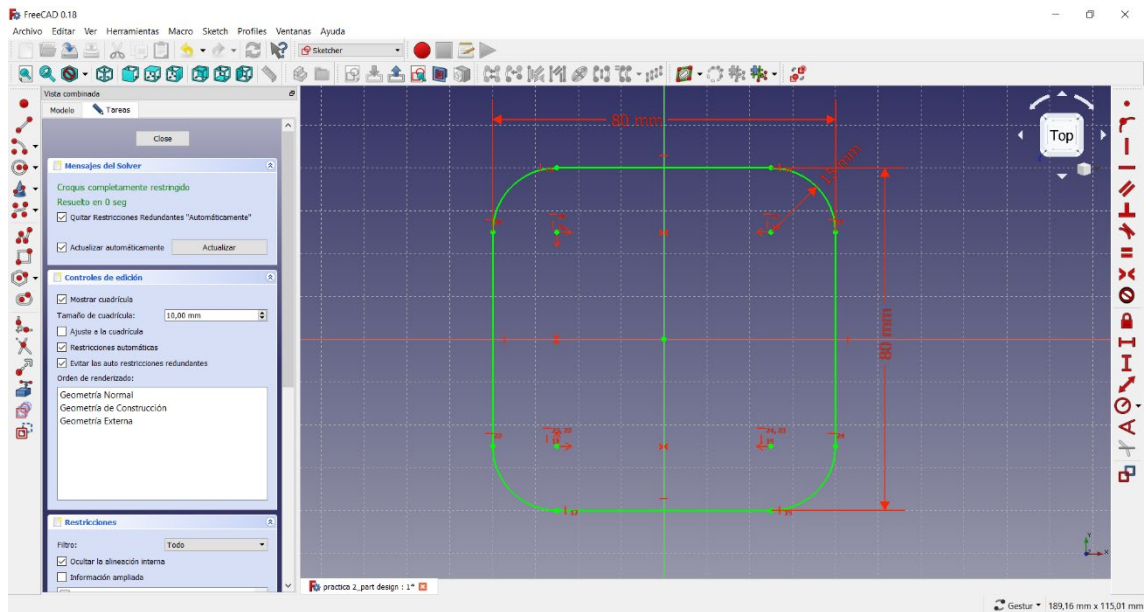 FreeCAD 0.18
Archivo Editar Ver Herramientas Macro Sketch Profiles Ventanas Ayuda
Sketcher
Vista combinada
Modelo Tareas
Close
Mensajes del Solver
Croquis completamente restringido
Resuelto en 0 seg
Quitar Restricciones Redundantes "Automáticamente"
Actualizar automáticamente Actualizar
Controles de edición
Mostrar cuadrícula
Tamaño de cuadrícula: 10,00 mm
Ajuste a la cuadrícula
Restricciones automáticas
Evitar las auto restricciones redundantes
Orden de renderizado:
Geometría Normal
Geometría de Construcción
Geometría Externa
Restricciones
Filtro: Todo
Ocultar la alineación interna
Información ampliada
80 mm
15 mm
80 mm
Top
Y
X
practica 2_part design : 1*
Gestur 189,16 mm x 115,01 mm